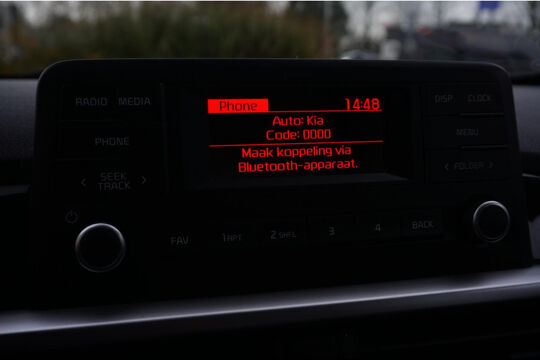 RADIO MEDIA
PHONE
< SEEK TRACK >
Phone 14:48
Auto: Kia
Code: 0000
Maak koppeling via
Bluetooth-apparaat.
DISP CLOCK
MENU
< FOLDER >
FAV 1RPT 2SHFL 3 4 BACK